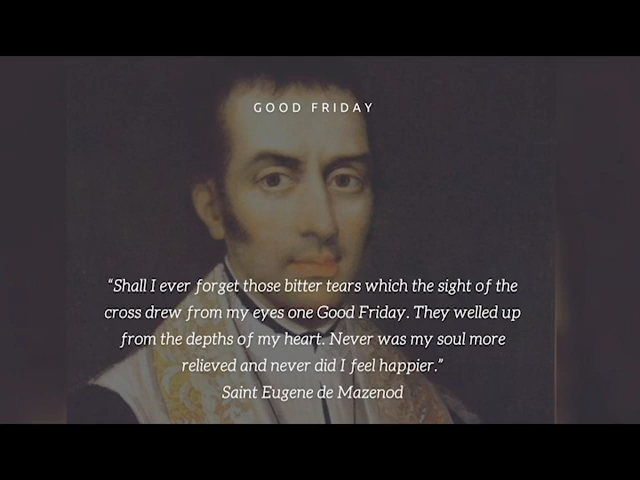 GOOD FRIDAY
“Shall I ever forget those bitter tears which the sight of the
cross drew from my eyes one Good Friday. They welled up
from the depths of my heart. Never was my soul more
relieved and never did I feel happier.”
Saint Eugene de Mazenod